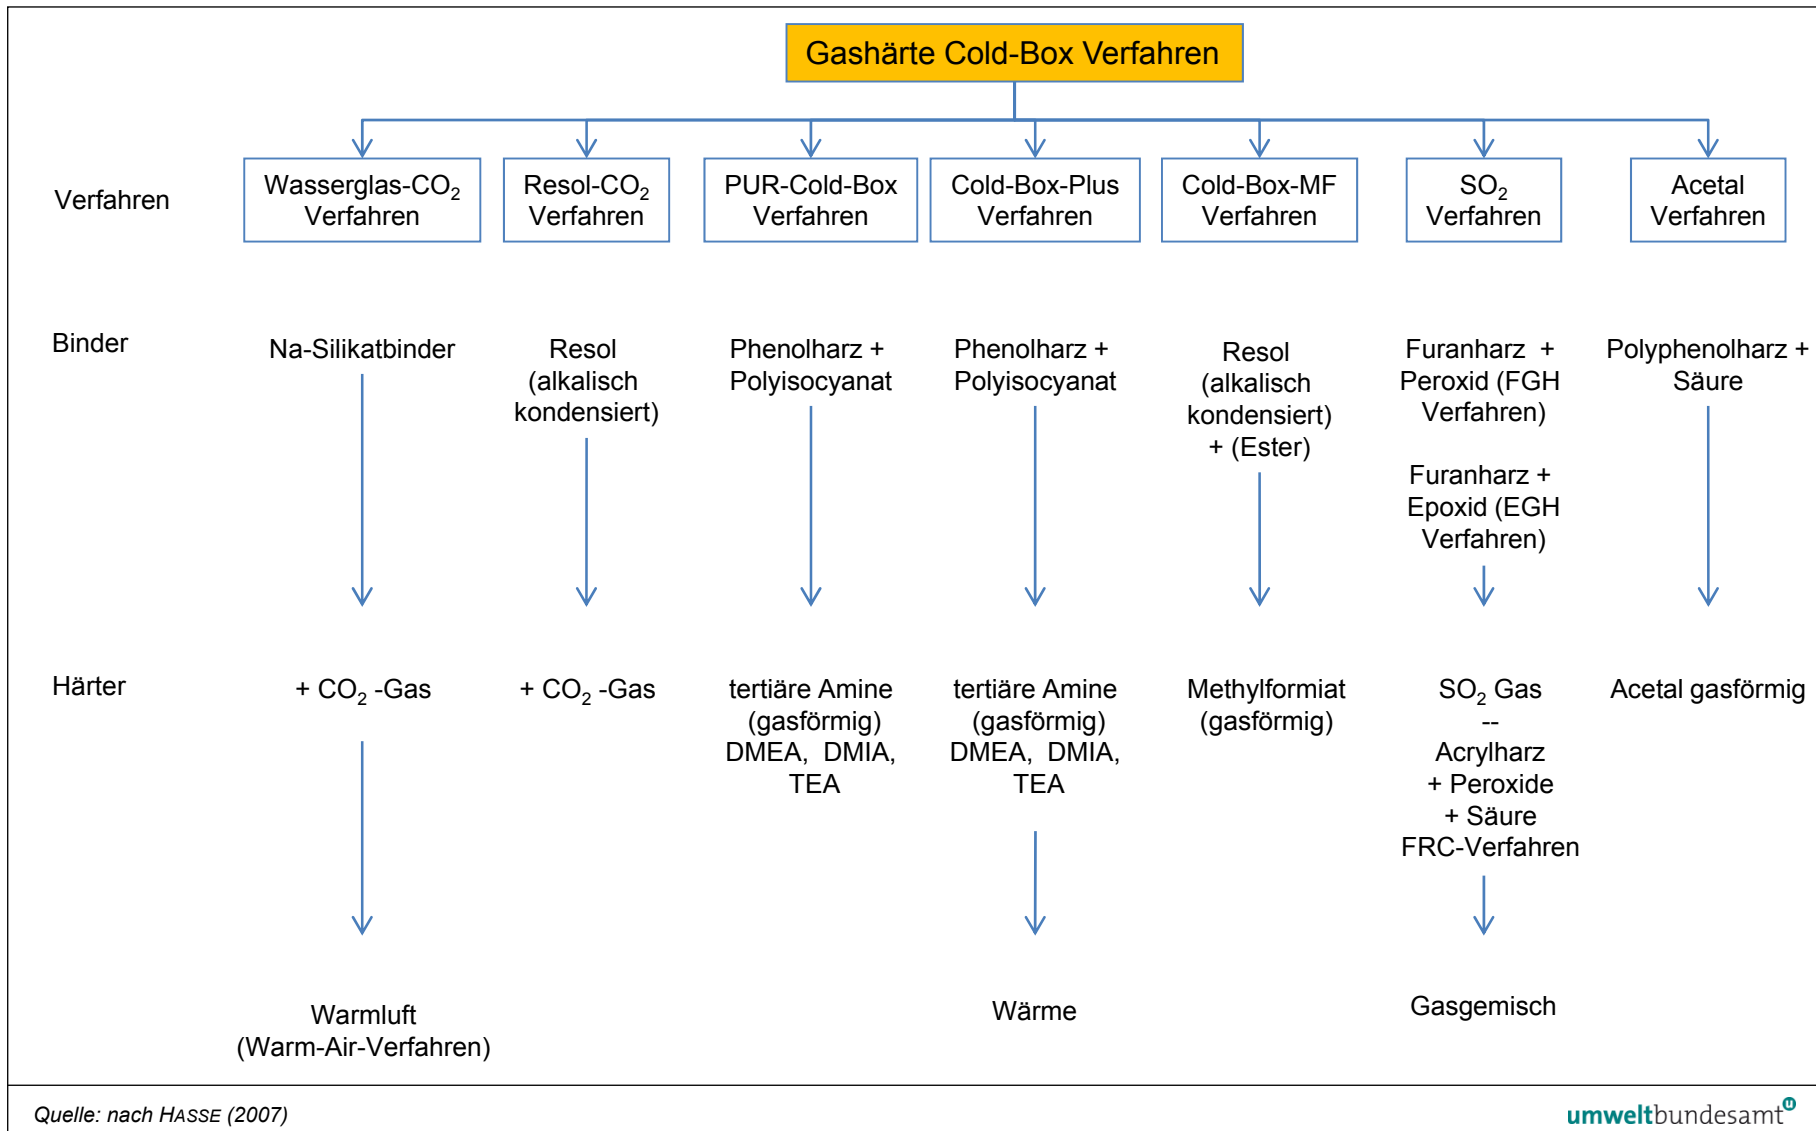 Gashärte Cold-Box Verfahren
Verfahren
Wasserglas-CO₂
Verfahren
Resol-CO₂
Verfahren
PUR-Cold-Box
Verfahren
Cold-Box-Plus
Verfahren
Cold-Box-MF
Verfahren
SO₂
Verfahren
Acetal
Verfahren
Binder
Na-Silikatbinder
Resol
(alkalisch
kondensiert)
Phenolharz +
Polyisocyanat
Phenolharz +
Polyisocyanat
Resol
(alkalisch
kondensiert)
+ (Ester)
Furanharz +
Peroxid (FGH
Verfahren)
Furanharz +
Epoxid (EGH
Verfahren)
Polyphenolharz +
Säure
Härter
+ CO₂ -Gas
+ CO₂ -Gas
tertiäre Amine
(gasförmig)
DMEA, DMIA,
TEA
tertiäre Amine
(gasförmig)
DMEA, DMIA,
TEA
Methylformiat
(gasförmig)
SO₂ Gas
--
Acrylharz
+ Peroxide
+ Säure
FRC-Verfahren
Acetal gasförmig
Warmluft
(Warm-Air-Verfahren)
Wärme
Gasgemisch
Quelle: nach HASSE (2007)
umweltbundesamt